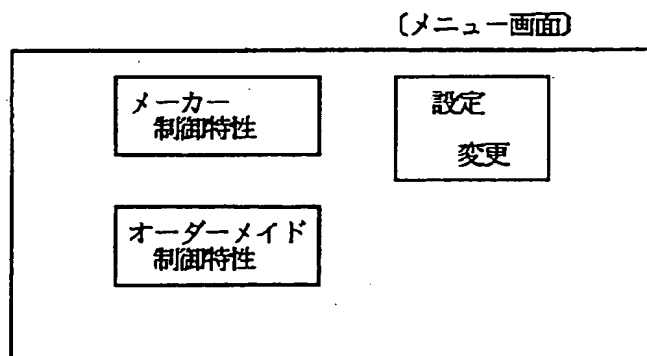 〔メニュー画面〕
メーカー
制御特性
設定
変更
オーダーメイド
制御特性